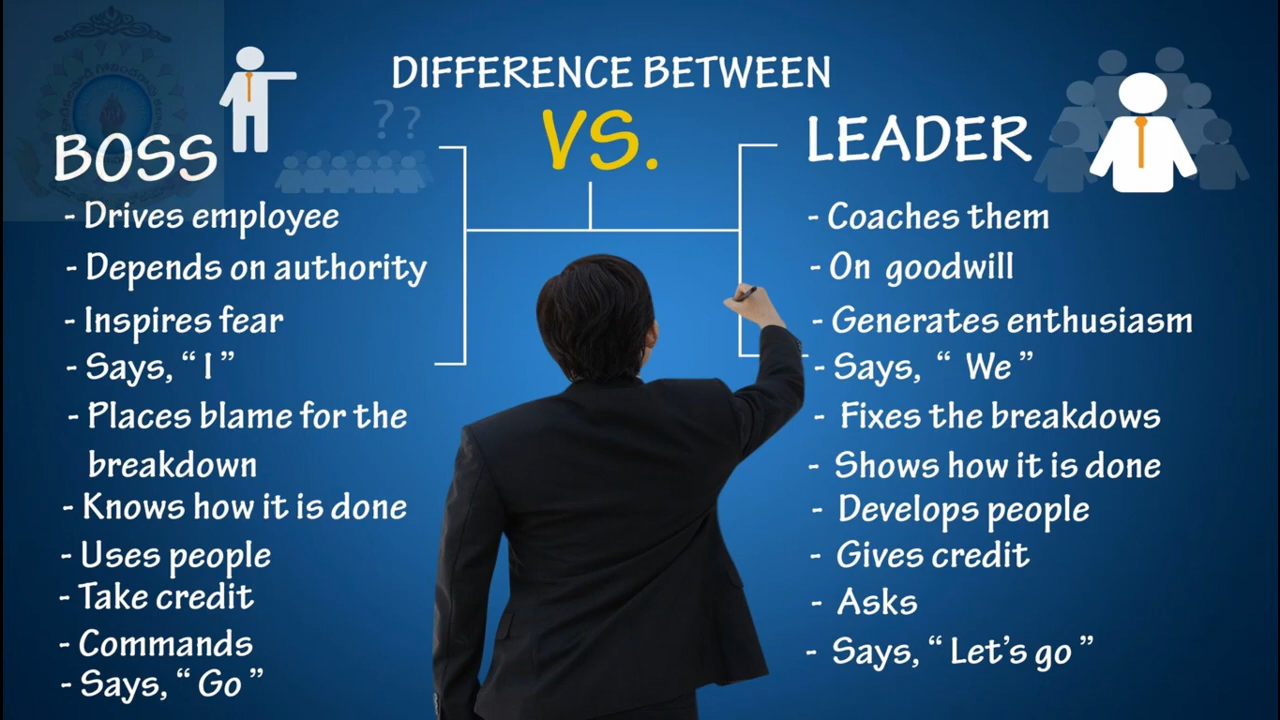 DIFFERENCE BETWEEN
VS.
??
BOSS
- Drives employee
- Depends on authority
- Inspires fear
- Says, “ I ”
- Places blame for the
breakdown
- Knows how it is done
- Uses people
- Take credit
- Commands
- Says, “ Go ”
LEADER
- Coaches them
- On goodwill
- Generates enthusiasm
- Says, “ We ”
- Fixes the breakdows
- Shows how it is done
- Develops people
- Gives credit
- Asks
- Says, “ Let’s go ”